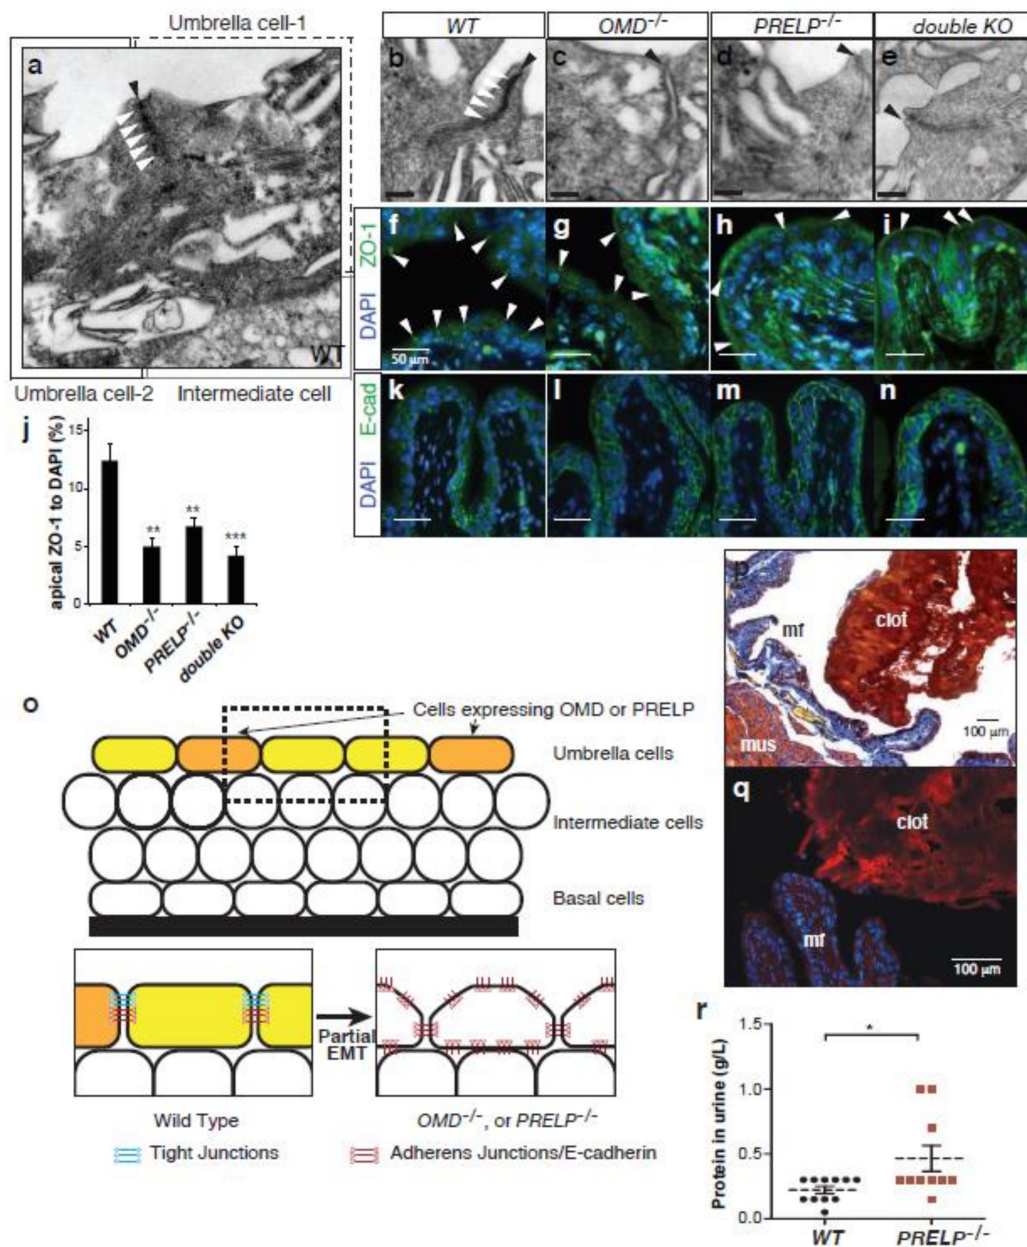 Umbrella cell-1
WT OMD-/- PRELP-/- double KO
a
b c d e
WT
f g h i
ZO-1
DAPI
50 μm
Umbrella cell-2 Intermediate cell
k l m n
E-cad
DAPI
j
apical ZO-1 to DAPI (%)
15
10
5
0
**
**
***
WT
OMD-/-
PRELP-/-
double KO
p
clot
mf
mus
100 μm
o
Cells expressing OMD or PRELP
Umbrella cells
Intermediate cells
Basal cells
q
clot
mf
100 μm
Partial
EMT
Wild Type
OMD-/-, or PRELP-/-
Tight Junctions
Adherens Junctions/E-cadherin
r
Protein in urine (g/L)
1.5
1.0
0.5
0.0
*
WT PRELP-/-